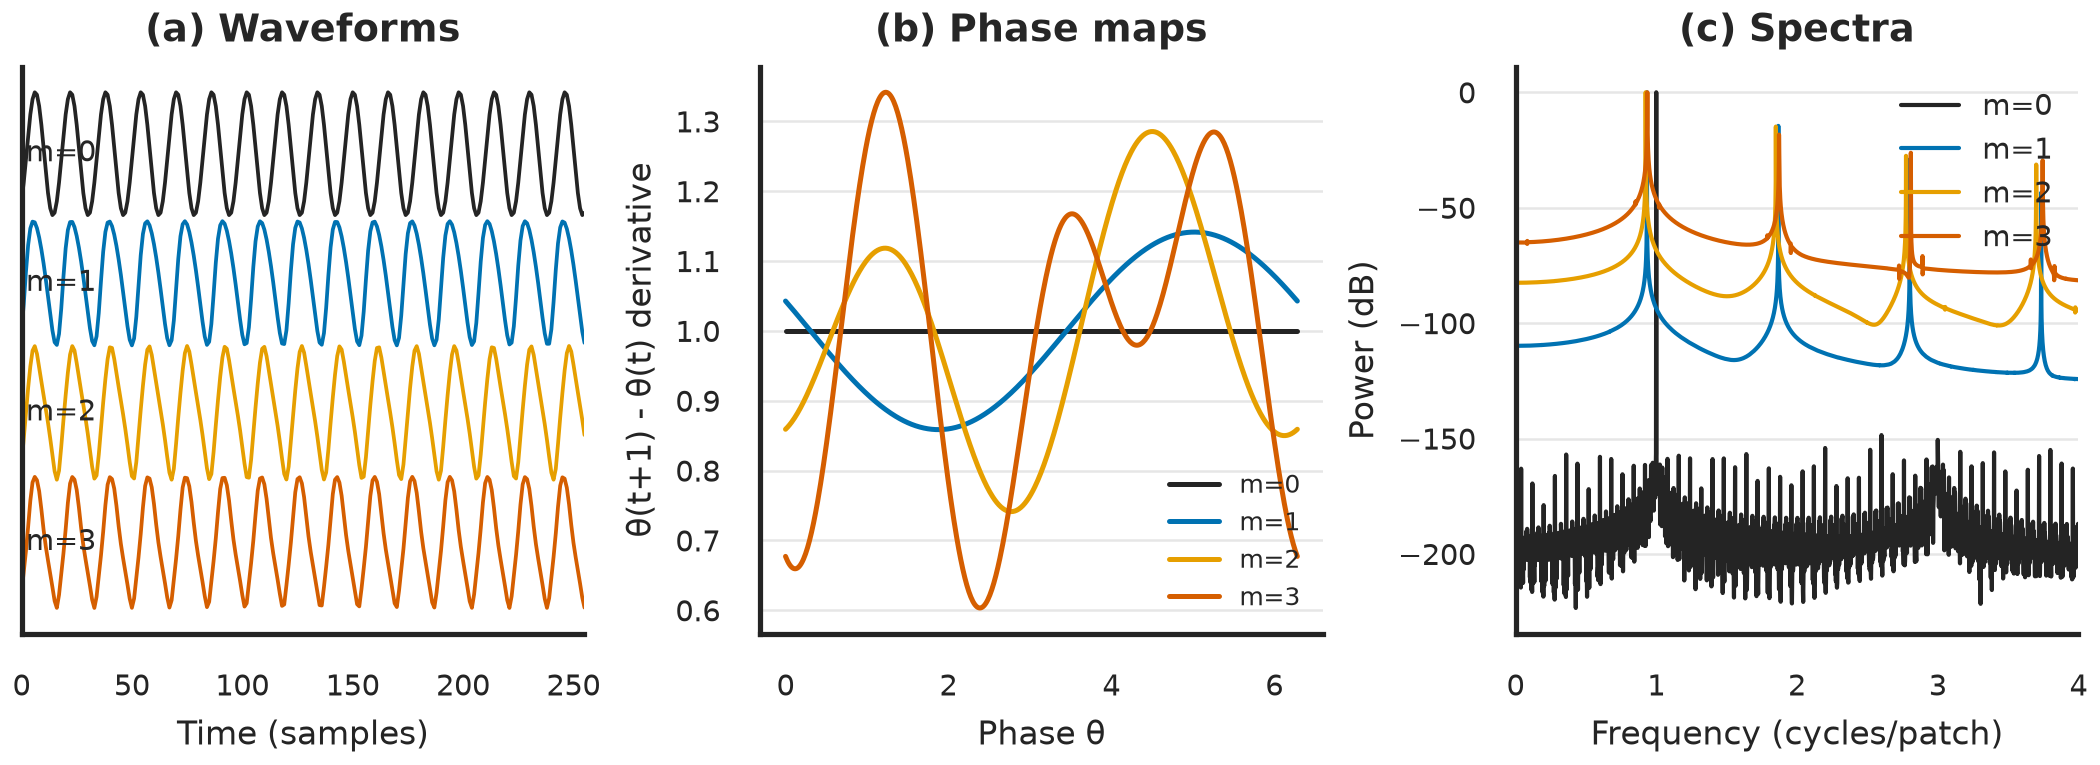 (a) Waveforms
m=0
m=1
m=2
m=3
0 50 100 150 200 250
Time (samples)
(b) Phase maps
θ(t+1) - θ(t) derivative
1.3
1.2
1.1
1.0
0.9
0.8
0.7
0.6
m=0
m=1
m=2
m=3
0 2 4 6
Phase θ
(c) Spectra
Power (dB)
0
−50
−100
−150
−200
m=0
m=1
m=2
m=3
0 1 2 3 4
Frequency (cycles/patch)